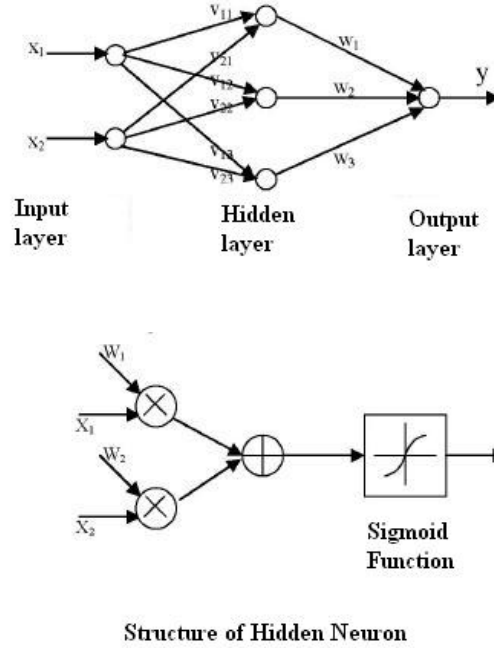 v₁₁
x₁
v₂₁
w₁
v₁₂
w₂
y
v₂₂
x₂
v₁₃
w₃
v₂₃
Input
layer
Hidden
layer
Output
layer
W₁
X₁
W₂
X₂
Sigmoid
Function
Structure of Hidden Neuron